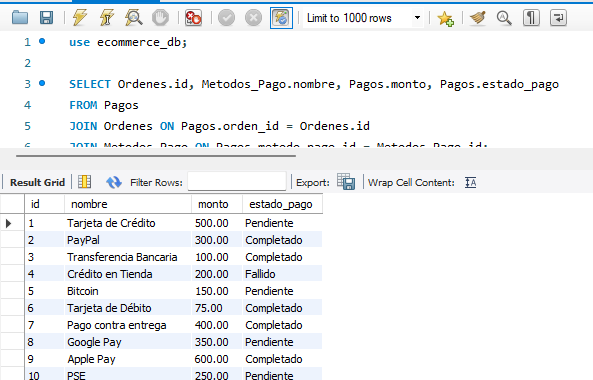 Limit to 1000 rows
1 use ecommerce_db;
2
3 SELECT Ordenes.id, Metodos_Pago.nombre, Pagos.monto, Pagos.estado_pago
4 FROM Pagos
5 JOIN Ordenes ON Pagos.orden_id = Ordenes.id
6 JOIN Metodos_Pago ON Pagos.metodo_pago_id = Metodos_Pago.id;
Result Grid Filter Rows: Export: Wrap Cell Content:
id nombre monto estado_pago
1 Tarjeta de Crédito 500.00 Pendiente
2 PayPal 300.00 Completado
3 Transferencia Bancaria 100.00 Completado
4 Crédito en Tienda 200.00 Fallido
5 Bitcoin 150.00 Pendiente
6 Tarjeta de Débito 75.00 Completado
7 Pago contra entrega 400.00 Completado
8 Google Pay 350.00 Pendiente
9 Apple Pay 600.00 Completado
10 PSE 250.00 Pendiente